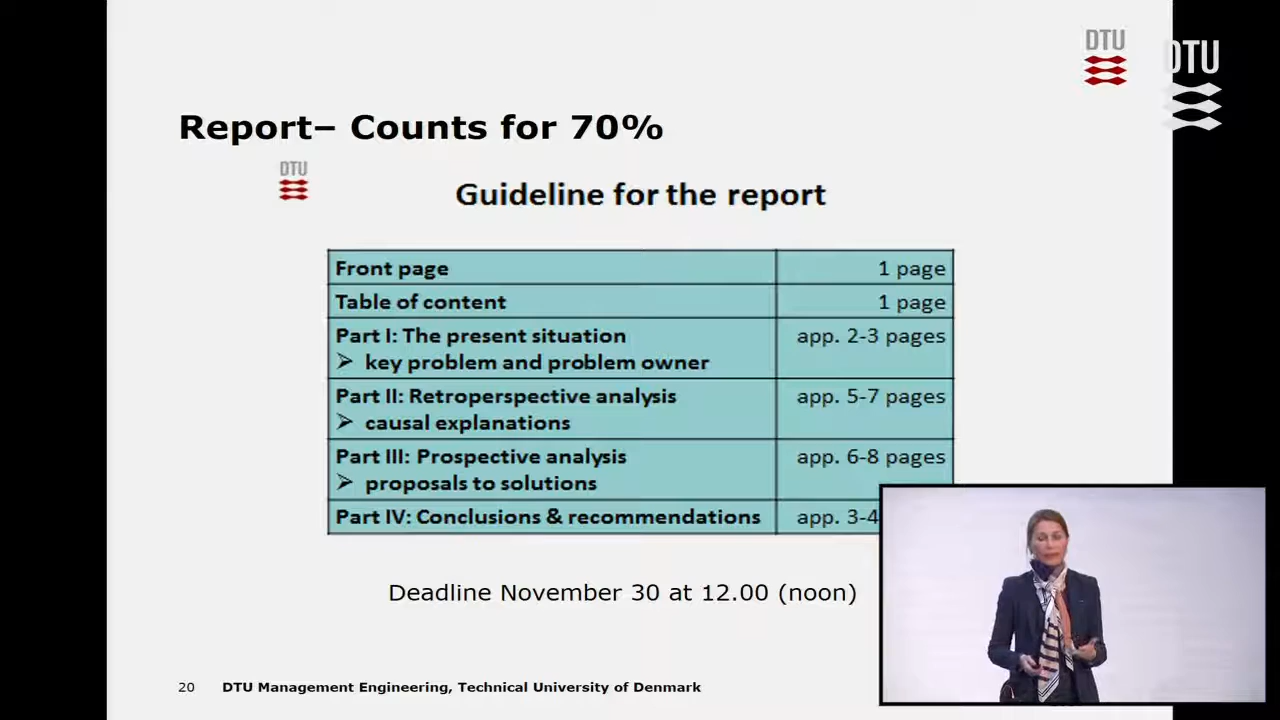 DTU
DTU
Report– Counts for 70%
DTU
Guideline for the report
Front page 1 page
Table of content 1 page
Part I: The present situation app. 2-3 pages
➢ key problem and problem owner
Part II: Retroperspective analysis app. 5-7 pages
➢ causal explanations
Part III: Prospective analysis app. 6-8 pages
➢ proposals to solutions
Part IV: Conclusions & recommendations app. 3-4
Deadline November 30 at 12.00 (noon)
20 DTU Management Engineering, Technical University of Denmark